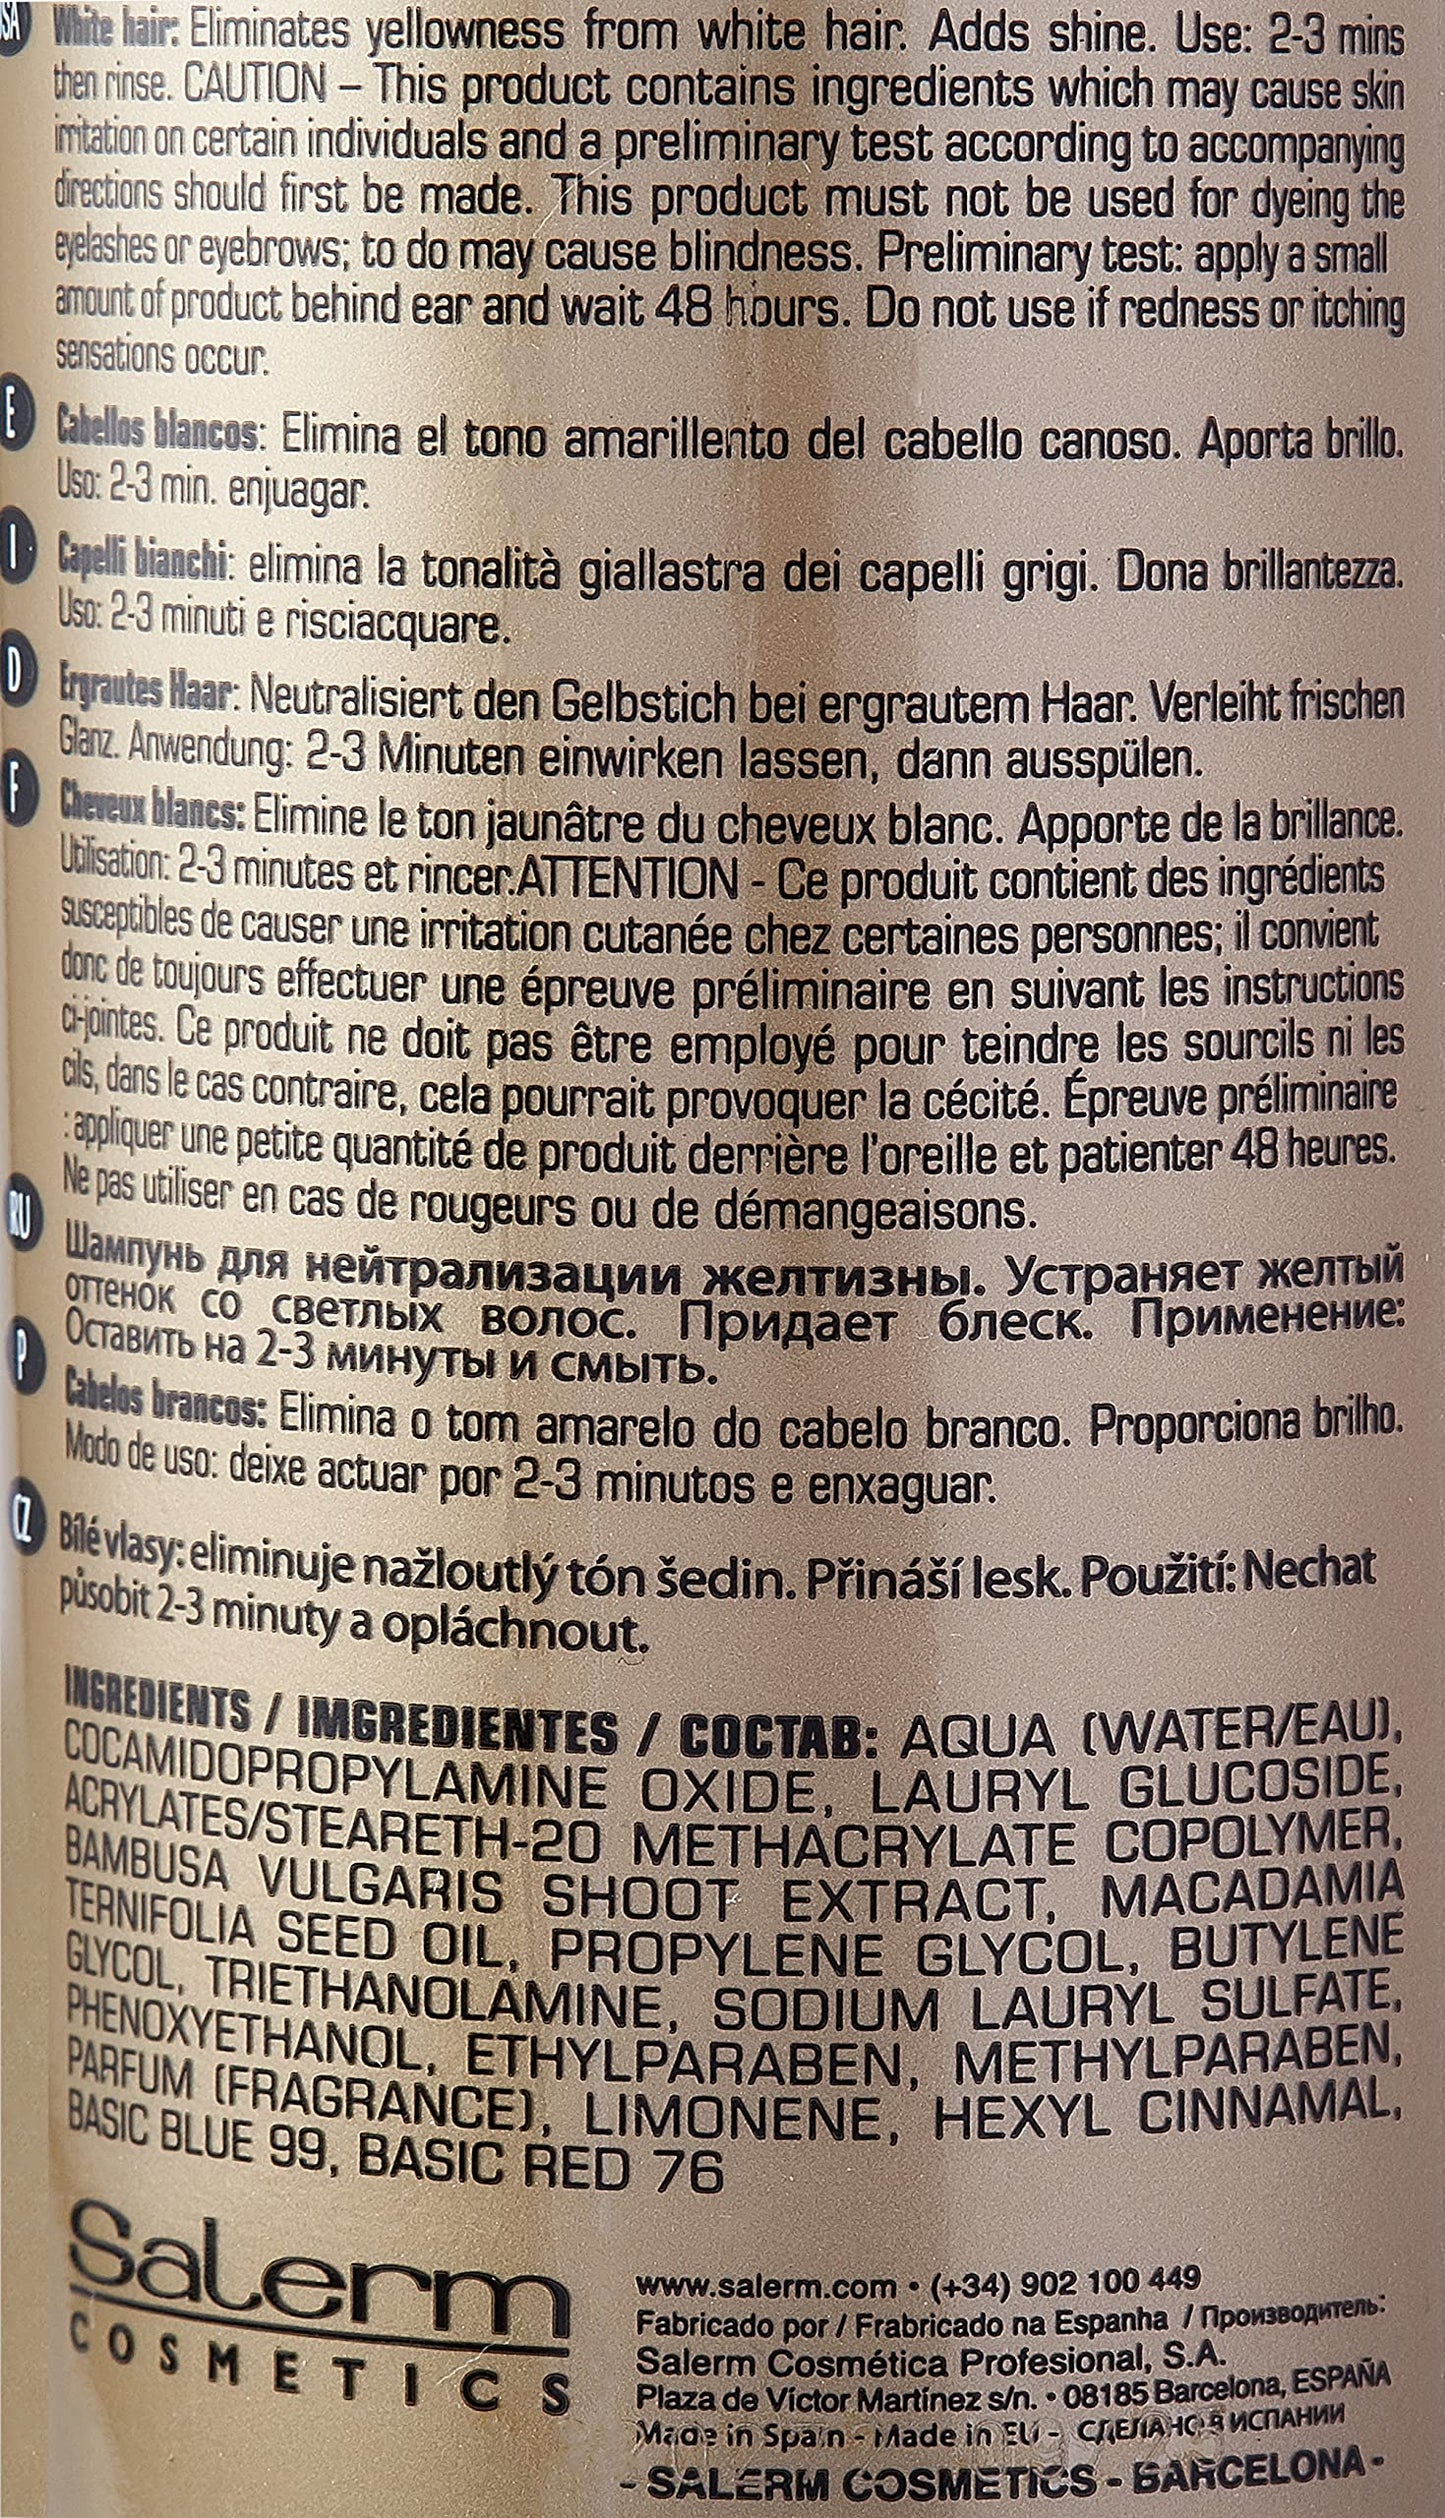 USA White hair: Eliminates yellowness from white hair. Adds shine. Use: 2-3 mins
then rinse. CAUTION – This product contains ingredients which may cause skin
irritation on certain individuals and a preliminary test according to accompanying
directions should first be made. This product must not be used for dyeing the
eyelashes or eyebrows; to do may cause blindness. Preliminary test: apply a small
amount of product behind ear and wait 48 hours. Do not use if redness or itching
sensations occur.
E Cabellos blancos: Elimina el tono amarillento del cabello canoso. Aporta brillo.
Uso: 2-3 min. enjuagar.
I Capelli bianchi: elimina la tonalità giallastra dei capelli grigi. Dona brillantezza.
Uso: 2-3 minuti e risciacquare.
D Ergrautes Haar: Neutralisiert den Gelbstich bei ergrautem Haar. Verleiht frischen
Glanz. Anwendung: 2-3 Minuten einwirken lassen, dann ausspülen.
F Cheveux blancs: Elimine le ton jaunâtre du cheveux blanc. Apporte de la brillance.
Utilisation: 2-3 minutes et rincer.ATTENTION - Ce produit contient des ingrédients
susceptibles de causer une irritation cutanée chez certaines personnes; il convient
donc de toujours effectuer une épreuve préliminaire en suivant les instructions
ci-jointes. Ce produit ne doit pas être employé pour teindre les sourcils ni les
cils, dans le cas contraire, cela pourrait provoquer la cécité. Épreuve préliminaire
: appliquer une petite quantité de produit derrière l'oreille et patienter 48 heures.
Ne pas utiliser en cas de rougeurs ou de démangeaisons.
RU Шампунь для нейтрализации желтизны. Устраняет желтый
оттенок со светлых волос. Придает блеск. Применение:
Оставить на 2-3 минуты и смыть.
P Cabelos brancos: Elimina o tom amarelo do cabelo branco. Proporciona brilho.
Modo de uso: deixe actuar por 2-3 minutos e enxaguar.
CZ Bílé vlasy: eliminuje nažloutlý tón šedin. Přináší lesk. Použití: Nechat
působit 2-3 minuty a opláchnout.
INGREDIENTS / IMGREDIENTES / COCTAB: AQUA (WATER/EAU),
COCAMIDOPROPYLAMINE OXIDE, LAURYL GLUCOSIDE,
ACRYLATES/STEARETH-20 METHACRYLATE COPOLYMER,
BAMBUSA VULGARIS SHOOT EXTRACT, MACADAMIA
TERNIFOLIA SEED OIL, PROPYLENE GLYCOL, BUTYLENE
GLYCOL, TRIETHANOLAMINE, SODIUM LAURYL SULFATE,
PHENOXYETHANOL, ETHYLPARABEN, METHYLPARABEN,
PARFUM (FRAGRANCE), LIMONENE, HEXYL CINNAMAL,
BASIC BLUE 99, BASIC RED 76
Salerm
COSMETICS
www.salerm.com • (+34) 902 100 449
Fabricado por / Frabricado na Espanha / Производитель:
Salerm Cosmética Profesional, S.A.
Plaza de Víctor Martínez s/n. • 08185 Barcelona, ESPAÑA
Made in Spain - Made in EU - СДЕЛАНО В ИСПАНИИ
- SALERM COSMETICS - BARCELONA -